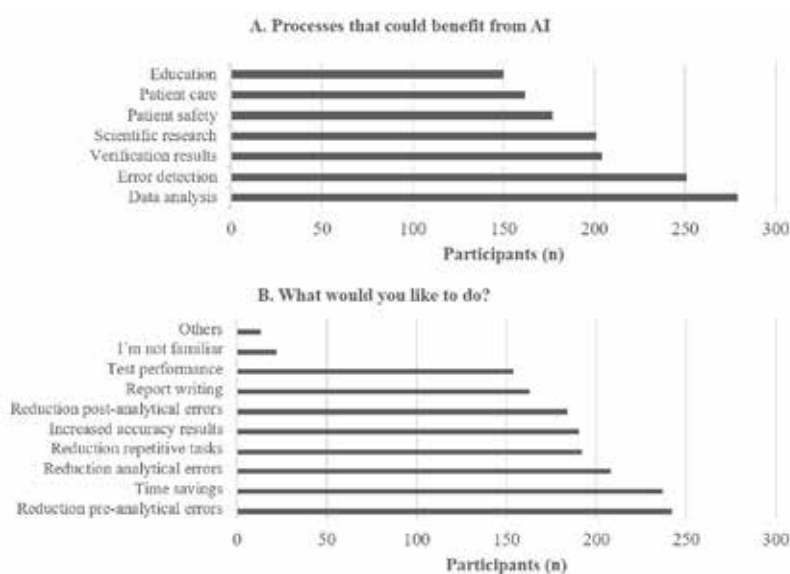 A. Processes that could benefit from AI
Education
Patient care
Patient safety
Scientific research
Verification results
Error detection
Data analysis
0 50 100 150 200 250 300
Participants (n)
B. What would you like to do?
Others
I´m not familiar
Test performance
Report writing
Reduction post-analytical errors
Increased accuracy results
Reduction repetitive tasks
Reduction analytical errors
Time savings
Reduction pre-analytical errors
0 50 100 150 200 250 300
Participants (n)